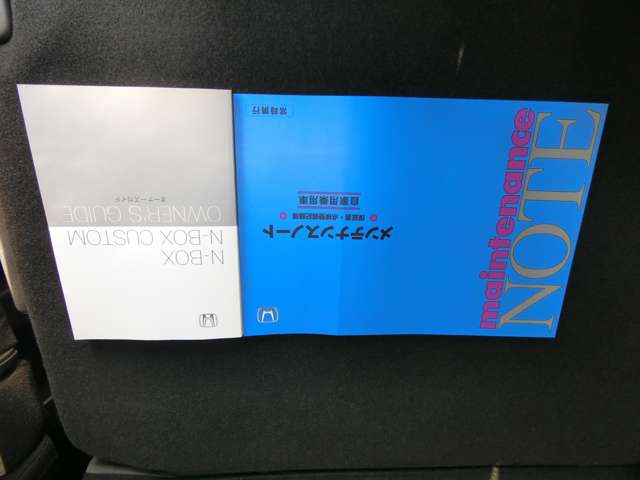 N-BOX
N-BOX CUSTOM
OWNER'S GUIDE
オーナーズガイド
maintenance
NOTE
メンテナンスノート
● 保証書・点検整備記録簿 ●
自家用乗用車
常時携行